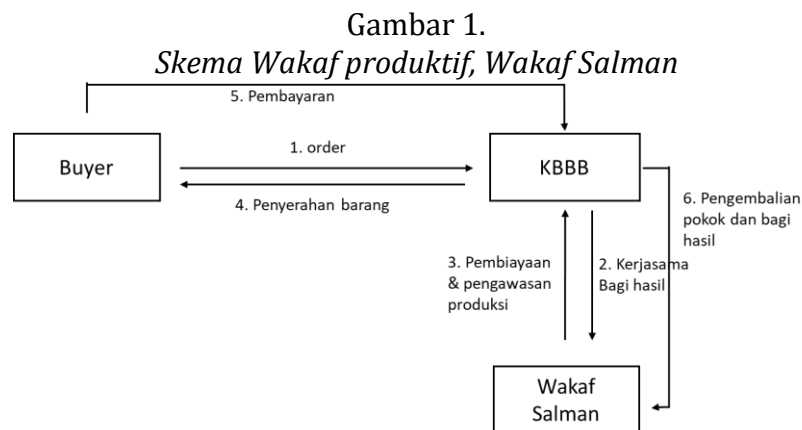 Gambar 1.
Skema Wakaf produktif, Wakaf Salman
5. Pembayaran
Buyer
1. order
KBBB
4. Penyerahan barang
6. Pengembalian
pokok dan bagi
hasil
3. Pembiayaan
& pengawasan
produksi
2. Kerjasama
Bagi hasil
Wakaf
Salman